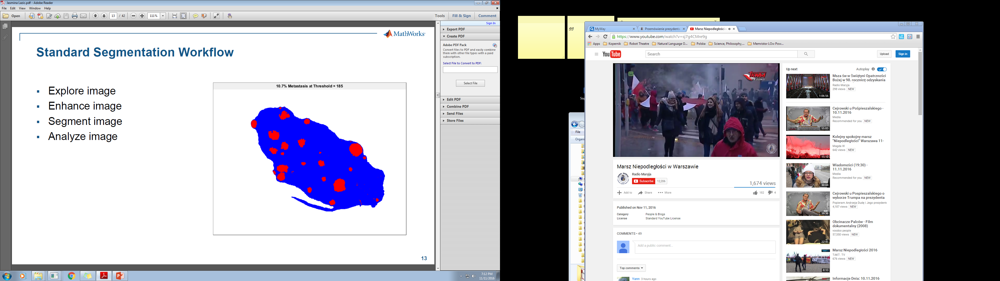 Jasmina Lazic.pdf - Adobe Reader
File Edit View Window Help
Open 13 / 42 111% Tools Fill & Sign Comment
MathWorks®
Standard Segmentation Workflow
▪ Explore image
▪ Enhance image
▪ Segment image
▪ Analyze image
10.7% Metastasis at Threshold = 185
13
Sign In
Export PDF
Create PDF
Adobe PDF Pack
Convert files to PDF and easily combine
them with other file types with a paid
subscription.
Select File to Convert to PDF:
Select File
Edit PDF
Combine PDF
Send Files
Store Files
7:12 PM
11/11/2016
gg
File
Organi
MyWay
Przemówienie prezydenta
Marsz Niepodległości w
https://www.youtube.com/watch?v=sj7g4CMre9g
Apps Kopernik Robot Theatre Natural Language O... Polska Science, Philosophy,... Memristor LOw Pow...
YouTube
Search
Upload
Sign in
TRWAM
na żywo
Marsz Niepodległości w Warszawie
Radio Maryja
Subscribe 12,206
1,674 views
Add to Share More 182 4
Published on Nov 11, 2016
Category People & Blogs
License Standard YouTube License
COMMENTS • 49
Add a public comment...
Top comments
Yann 3 hours ago
Up next Autoplay
Msza św w Świątyni Opatrzności
Bożej w 98. rocznicę odzyskania
Radio Maryja
298 views NEW
1:06:56
Cejrowski u Pośpieszalskiego -
10.11.2016
Media
Recommended for you NEW
55:03
Kolejny spokojny marsz
"Niepodległości" Warszawa 11-
Magda W
642 views NEW
15:12
Wiadomości (19:30) -
11.11.2016
Media
Recommended for you NEW
30:04
Cejrowski u Pospieszalskiego o
wyborze Trumpa na prezydenta
Popieram Andrzeja Dudę i Jego prezydent
4,187 views NEW
39:38
Obcinacze Palców - Film
dokumentalny (2008)
voodoo people
57,550 views NEW
22:41
Marsz Niepodległości 2016
TAKT. TV
676 views NEW
8:13
Informacje Dnia: 10.11.2016